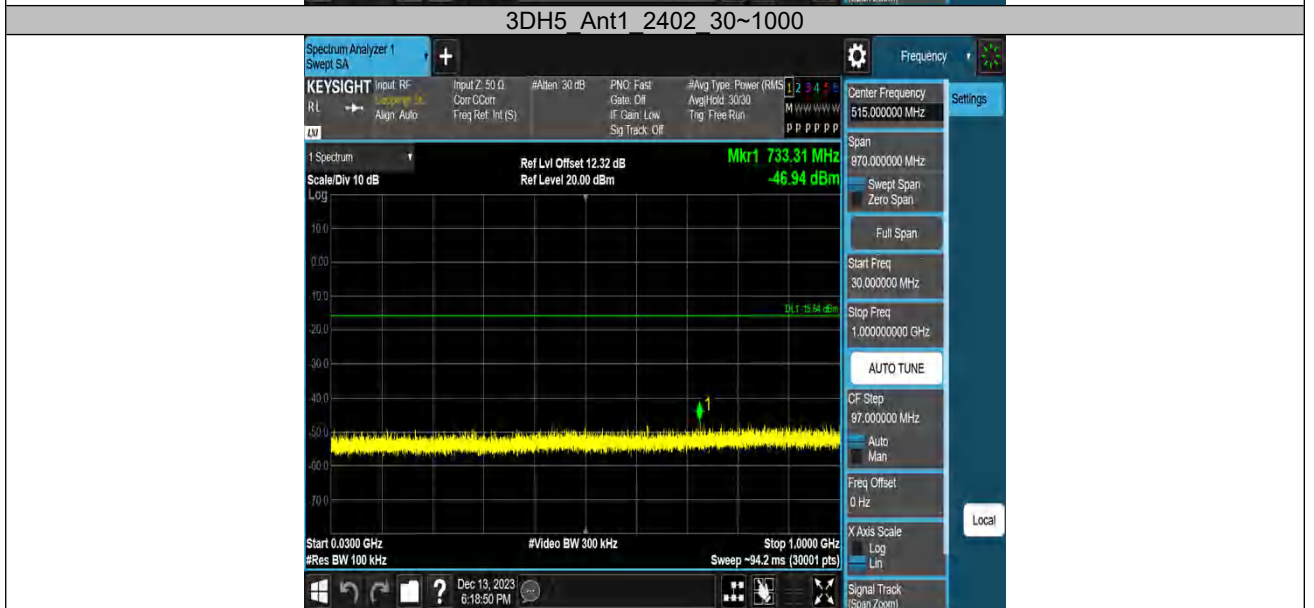 3DH5_Ant1_2402_30~1000
Spectrum Analyzer 1
Swept SA
+
Frequency
KEYSIGHT
Input: RF
Coupling: DC
Align: Auto
Input Z: 50 Ω
Corr CCorr
Freq Ref: Int (S)
#Atten: 30 dB
PNO: Fast
Gate: Off
IF Gain: Low
Sig Track: Off
#Avg Type: Power (RMS
Avg|Hold: 30/30
Trig: Free Run
1 2 3 4 5 6
M W W W W W
P P P P P P
RL
LXI
Center Frequency
515.000000 MHz
Settings
1 Spectrum
Scale/Div 10 dB
Log
Ref Lvl Offset 12.32 dB
Ref Level 20.00 dBm
Mkr1 733.31 MHz
-46.94 dBm
Span
970.000000 MHz
Swept Span
Zero Span
Full Span
Start Freq
30.000000 MHz
Stop Freq
1.000000000 GHz
AUTO TUNE
CF Step
97.000000 MHz
Auto
Man
Freq Offset
0 Hz
X Axis Scale
Log
Lin
Signal Track
(Span Zoom)
Local
10.0
0.00
-10.0
DL1 -15.64 dBm
-20.0
-30.0
-40.0
1
-50.0
-60.0
-70.0
Start 0.0300 GHz
#Res BW 100 kHz
#Video BW 300 kHz
Stop 1.0000 GHz
Sweep ~94.2 ms (30001 pts)
?
Dec 13, 2023
6:18:50 PM